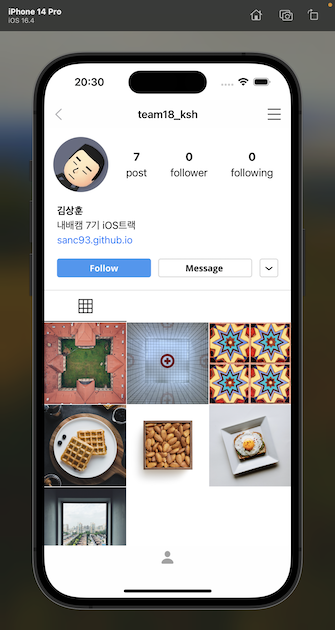 iPhone 14 Pro
iOS 16.4
20:30
team18_ksh
7 0 0
post follower following
김상훈
내배캠 7기 iOS트랙
sanc93.github.io
Follow Message